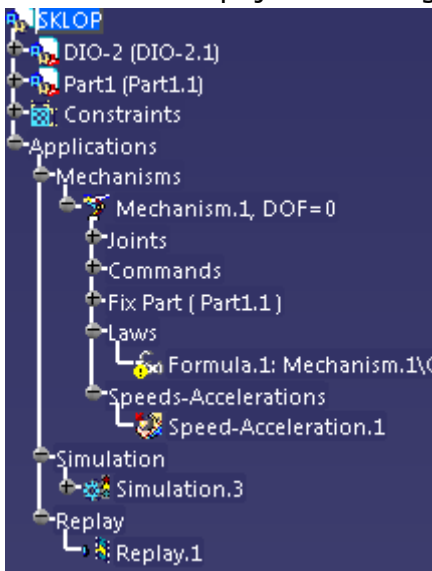 SKLOP
DIO-2 (DIO-2.1)
Part1 (Part1.1)
Constraints
Applications
Mechanisms
Mechanism.1, DOF=0
Joints
Commands
Fix Part ( Part1.1 )
Laws
Formula.1: Mechanism.1\
Speeds-Accelerations
Speed-Acceleration.1
Simulation
Simulation.3
Replay
Replay.1